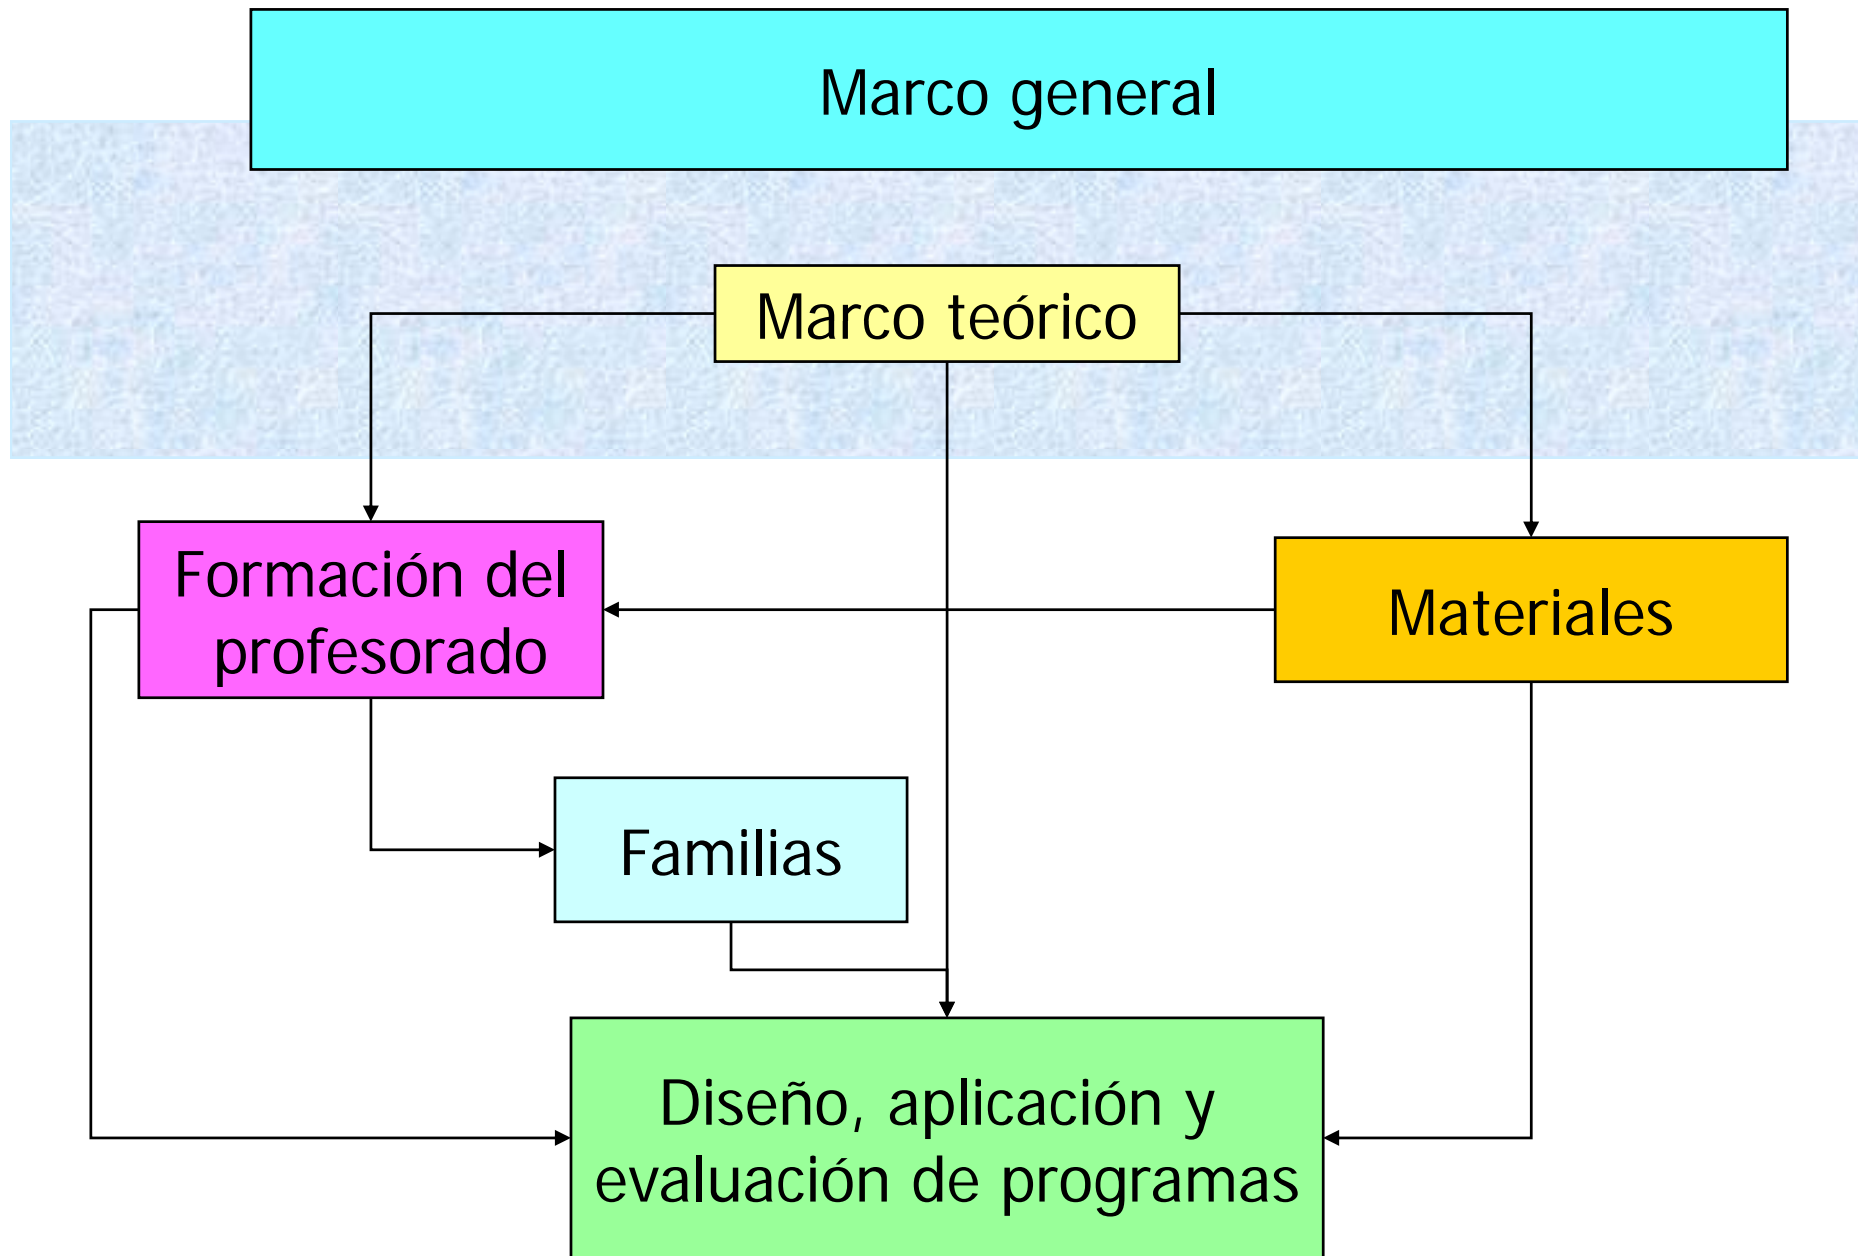 Marco general
Marco teórico
Formación del
profesorado
Materiales
Familias
Diseño, aplicación y
evaluación de programas